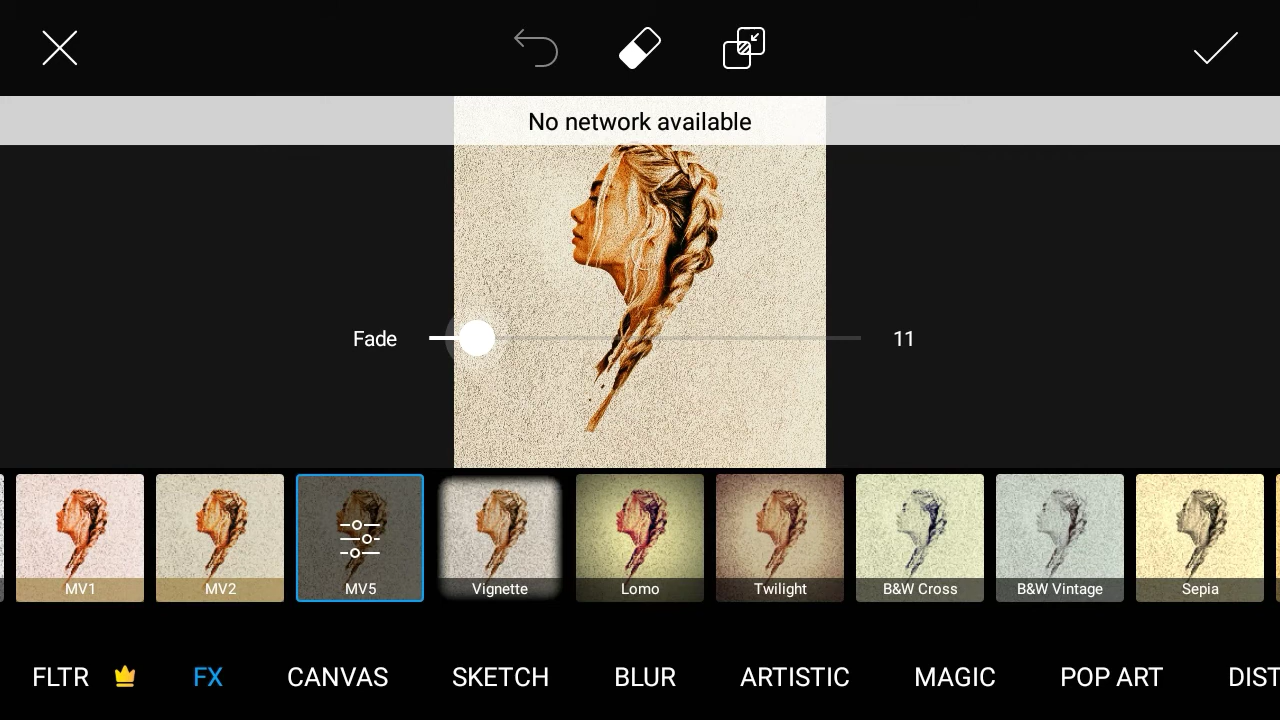 No network available
Fade 11
MV1 MV2 MV5 Vignette Lomo Twilight B&W Cross B&W Vintage Sepia
FLTR FX CANVAS SKETCH BLUR ARTISTIC MAGIC POP ART DIST